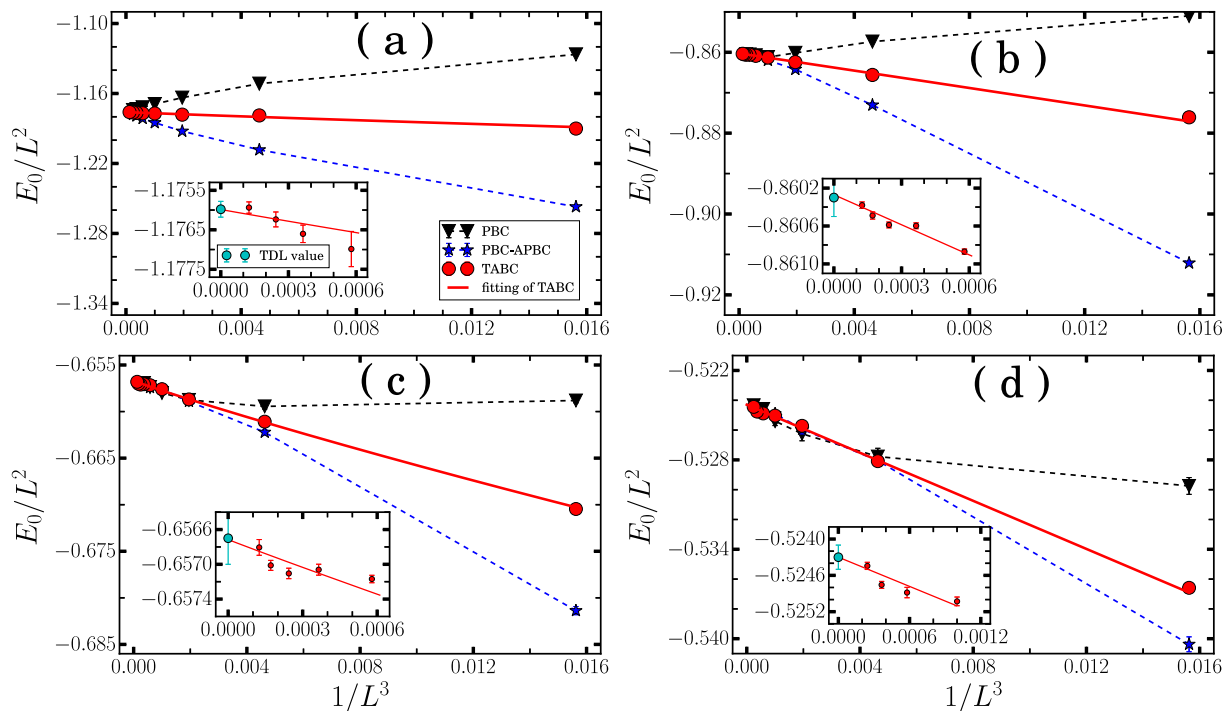 ( a )
−1.10
−1.16
−1.22
−1.28
−1.34
E₀/L²
0.000 0.004 0.008 0.012 0.016
−1.1755
−1.1765
−1.1775
0.0000 0.0003 0.0006
TDL value
PBC
PBC-APBC
TABC
fitting of TABC
( b )
−0.86
−0.88
−0.90
−0.92
E₀/L²
0.000 0.004 0.008 0.012 0.016
−0.8602
−0.8606
−0.8610
0.0000 0.0003 0.0006
( c )
−0.655
−0.665
−0.675
−0.685
E₀/L²
0.000 0.004 0.008 0.012 0.016
1/L³
−0.6566
−0.6570
−0.65774
0.0000 0.0003 0.0006
( d )
−0.522
−0.528
−0.534
−0.540
E₀/L²
0.000 0.004 0.008 0.012 0.016
1/L³
−0.5240
−0.5246
−0.5252
0.0000 0.0006 0.0012